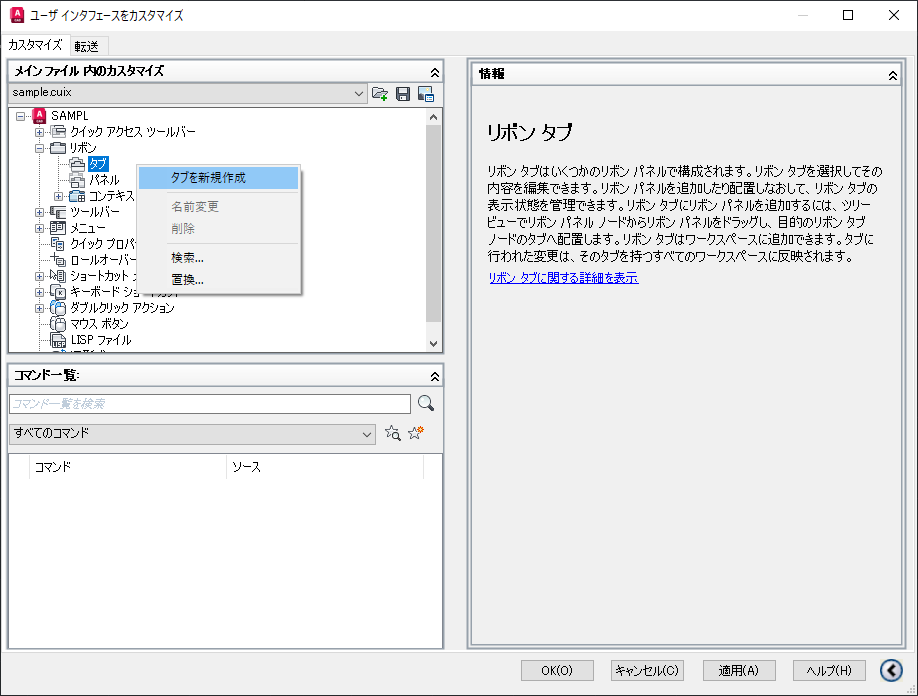 ユーザ インタフェースをカスタマイズ
カスタマイズ
転送
メイン ファイル 内のカスタマイズ
sample.cuix
SAMPL
クイック アクセス ツールバー
リボン
タブ
パネル
コンテキス
ツールバー
メニュー
クイック プロパ
ロールオーバー
ショートカット
キーボード ショ
ダブルクリック アクション
マウス ボタン
LISP ファイル
タブを新規作成
名前変更
削除
検索...
置換...
コマンド一覧:
コマンド一覧を検索
すべてのコマンド
コマンド
ソース
情報
リボン タブ
リボン タブはいくつかのリボン パネルで構成されます。リボン タブを選択してその
内容を編集できます。リボン パネルを追加したり配置しなおして、リボン タブの
表示状態を管理できます。リボン タブにリボン パネルを追加するには、ツリー
ビューでリボン パネル ノードからリボン パネルをドラッグし、目的のリボン タブ
ノードのタブへ配置します。リボン タブはワークスペースに追加できます。タブに
行われた変更は、そのタブを持つすべてのワークスペースに反映されます。
リボン タブに関する詳細を表示
OK(O)
キャンセル(C)
適用(A)
ヘルプ(H)